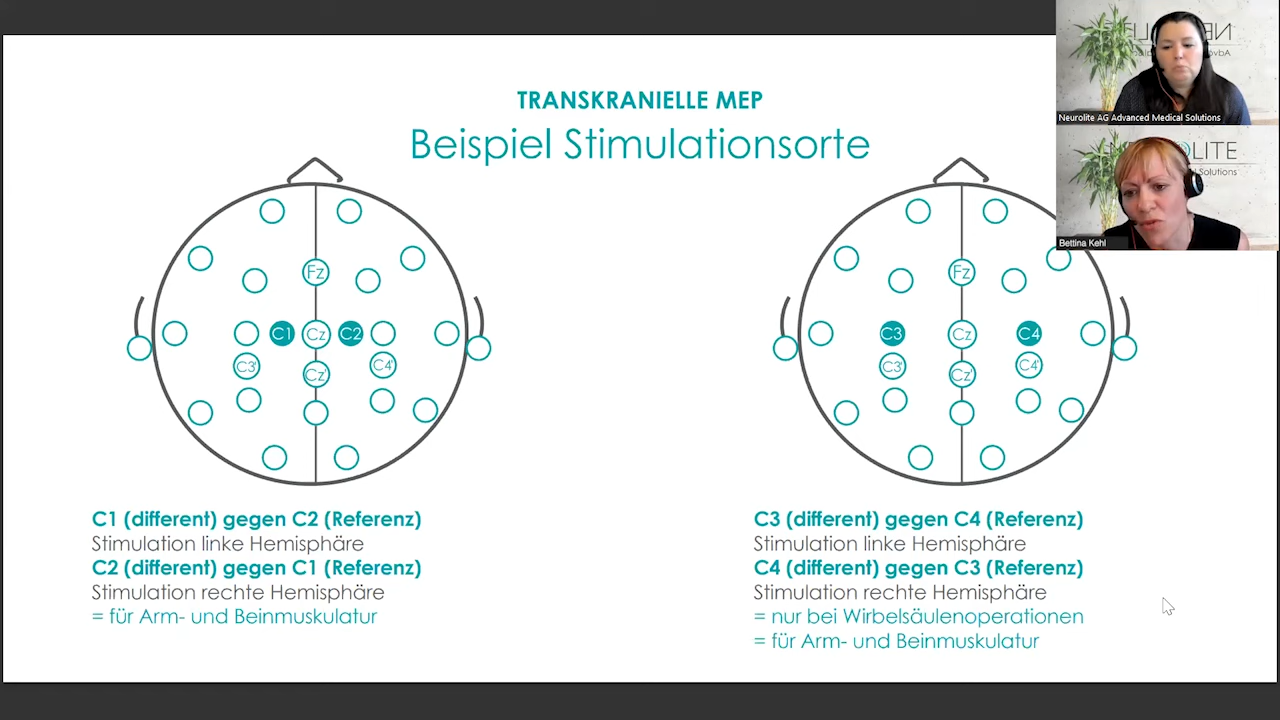 TRANSKRANIELLE MEP
Beispiel Stimulationsorte
Fz
C1
Cz
C2
C3'
Cz'
C4'
Fz
C3
Cz
C4
C3'
Cz'
C4'
C1 (different) gegen C2 (Referenz)
Stimulation linke Hemisphäre
C2 (different) gegen C1 (Referenz)
Stimulation rechte Hemisphäre
= für Arm- und Beinmuskulatur
C3 (different) gegen C4 (Referenz)
Stimulation linke Hemisphäre
C4 (different) gegen C3 (Referenz)
Stimulation rechte Hemisphäre
= nur bei Wirbelsäulenoperationen
= für Arm- und Beinmuskulatur
Neurolite AG Advanced Medical Solutions
LITE
Solutions
Bettina Kehl